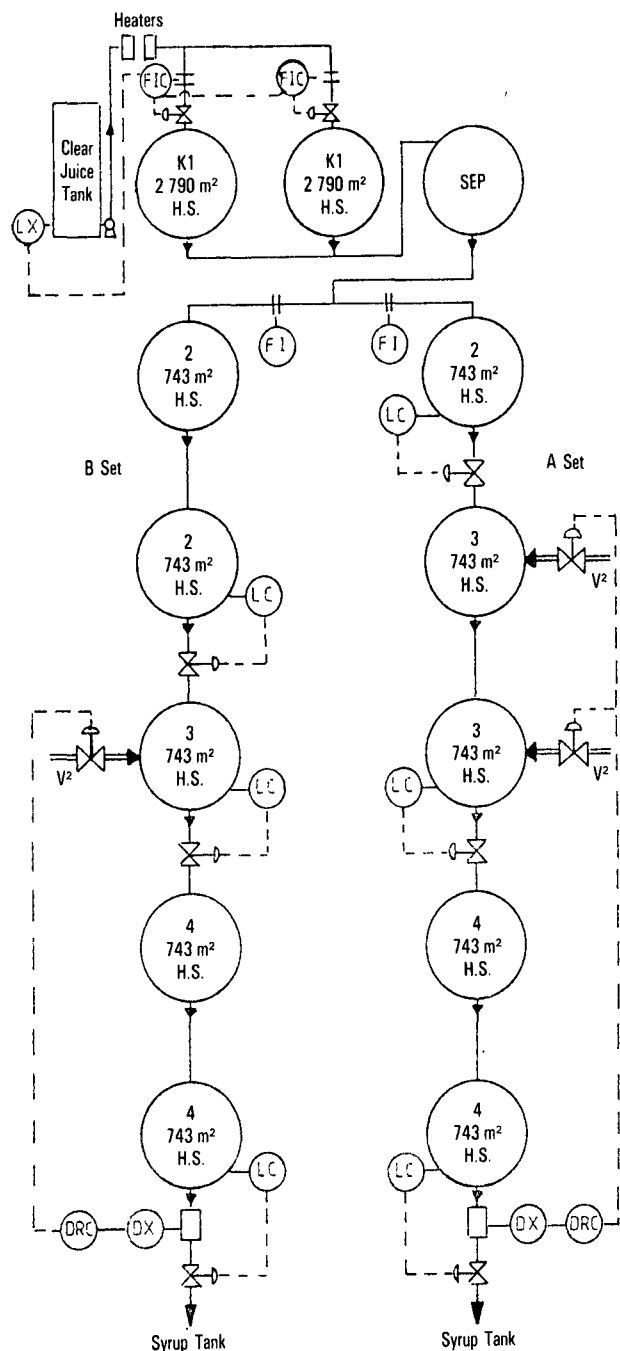 Heaters
FIC
FIC
Clear
Juice
Tank
LX
K1
2 790 m²
H.S.
K1
2 790 m²
H.S.
SEP
FI
FI
2
743 m²
H.S.
2
743 m²
H.S.
LC
B Set
A Set
2
743 m²
H.S.
LC
3
743 m²
H.S.
V²
3
743 m²
H.S.
V²
LC
3
743 m²
H.S.
V²
LC
4
743 m²
H.S.
4
743 m²
H.S.
4
743 m²
H.S.
LC
4
743 m²
H.S.
LC
DRC
DX
DX
DRC
Syrup Tank
Syrup Tank